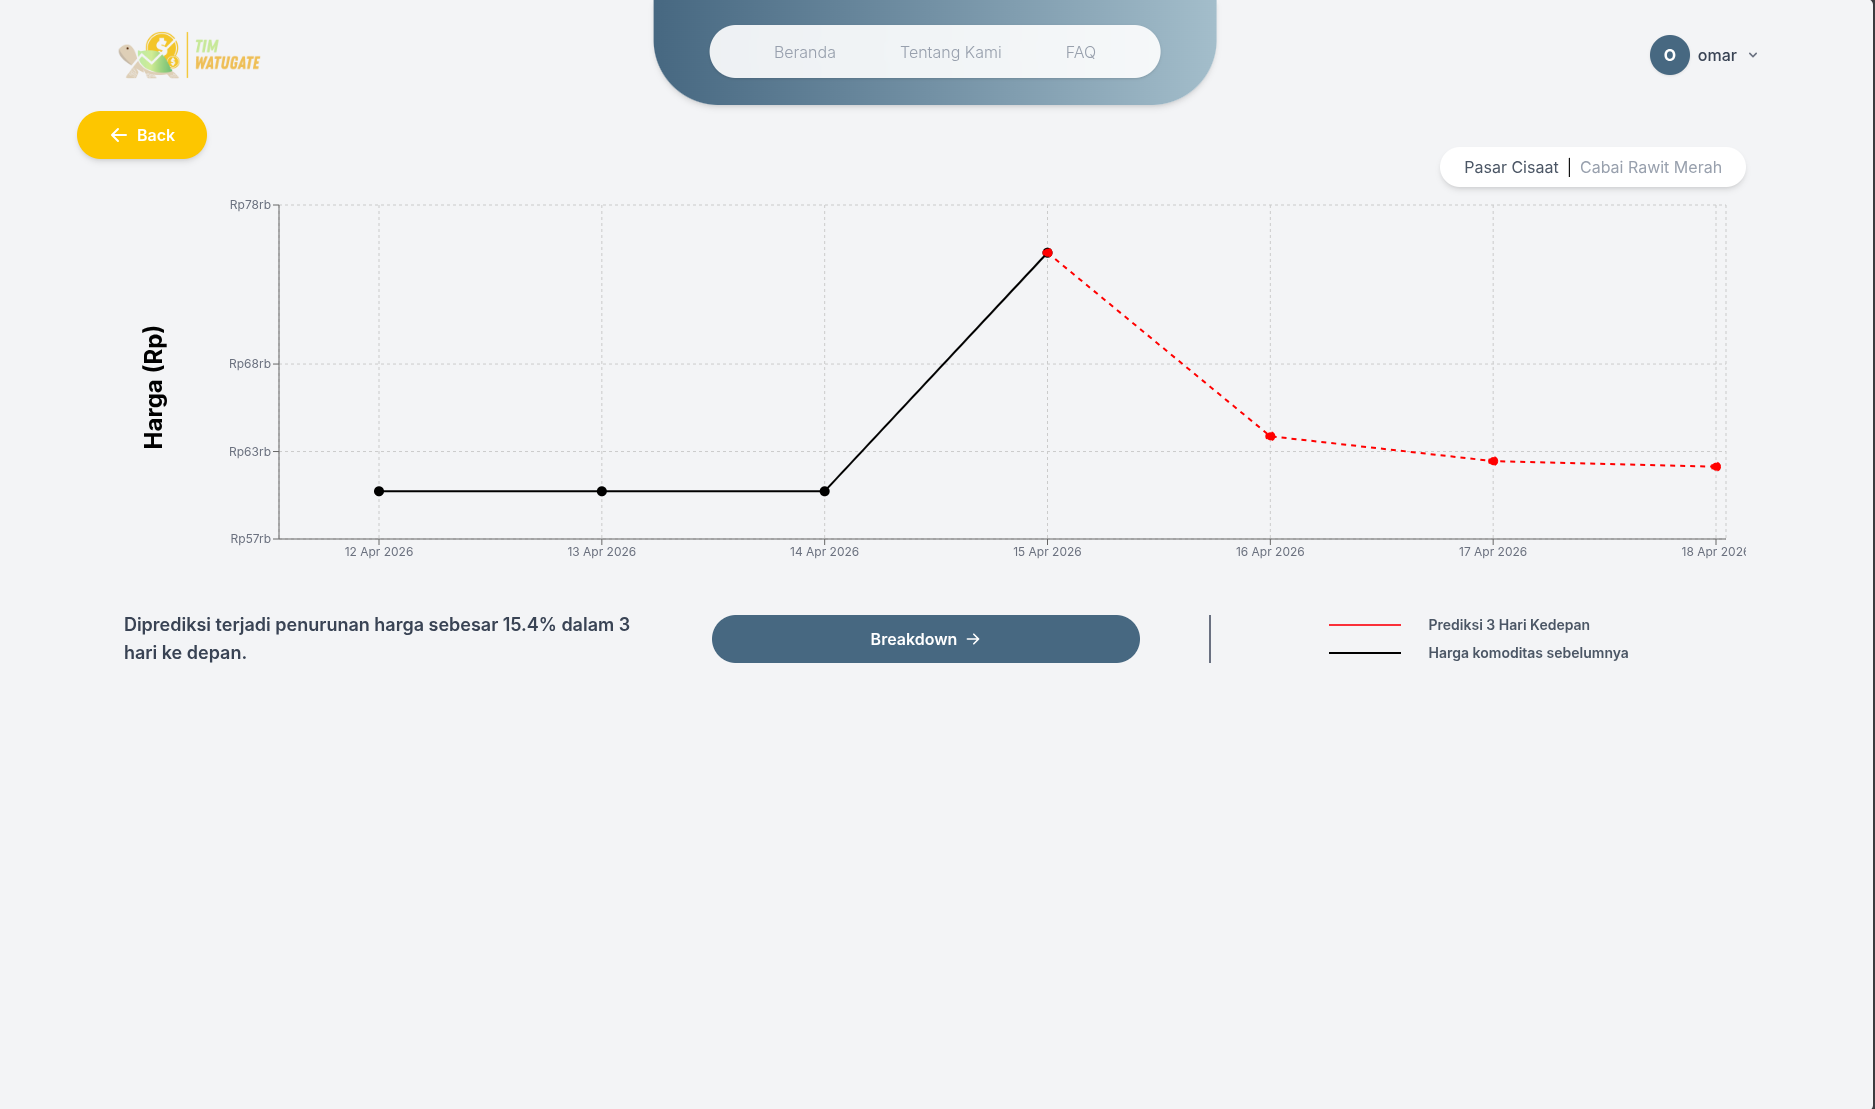 TIM
WATUGATE
Beranda
Tentang Kami
FAQ
O
omar
Back
Pasar Cisaat | Cabai Rawit Merah
Harga (Rp)
Rp78rb
Rp68rb
Rp63rb
Rp57rb
12 Apr 2026
13 Apr 2026
14 Apr 2026
15 Apr 2026
16 Apr 2026
17 Apr 2026
18 Apr 2026
Diprediksi terjadi penurunan harga sebesar 15.4% dalam 3
hari ke depan.
Breakdown
Prediksi 3 Hari Kedepan
Harga komoditas sebelumnya